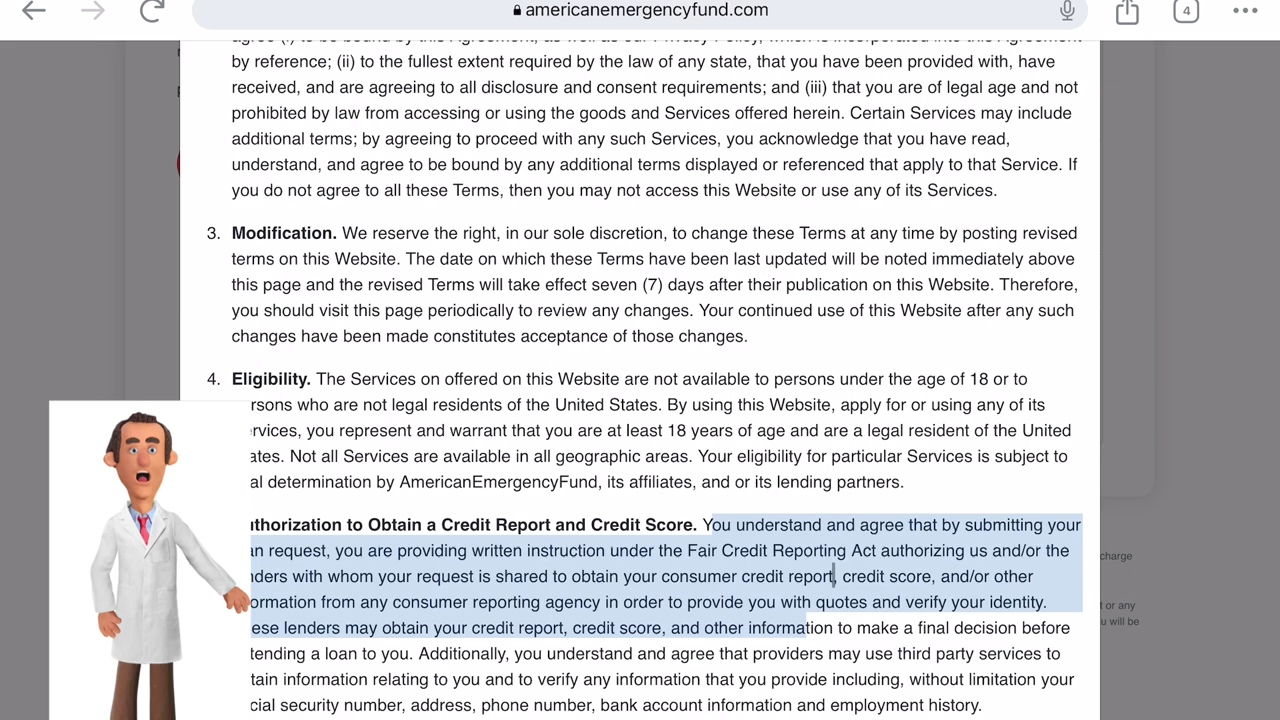 americanemergencyfund.com
4
by reference; (ii) to the fullest extent required by the law of any state, that you have been provided with, have
received, and are agreeing to all disclosure and consent requirements; and (iii) that you are of legal age and not
prohibited by law from accessing or using the goods and Services offered herein. Certain Services may include
additional terms; by agreeing to proceed with any such Services, you acknowledge that you have read,
understand, and agree to be bound by any additional terms displayed or referenced that apply to that Service. If
you do not agree to all these Terms, then you may not access this Website or use any of its Services.
3. Modification. We reserve the right, in our sole discretion, to change these Terms at any time by posting revised
terms on this Website. The date on which these Terms have been last updated will be noted immediately above
this page and the revised Terms will take effect seven (7) days after their publication on this Website. Therefore,
you should visit this page periodically to review any changes. Your continued use of this Website after any such
changes have been made constitutes acceptance of those changes.
4. Eligibility. The Services on offered on this Website are not available to persons under the age of 18 or to
rsons who are not legal residents of the United States. By using this Website, apply for or using any of its
rvices, you represent and warrant that you are at least 18 years of age and are a legal resident of the United
ates. Not all Services are available in all geographic areas. Your eligibility for particular Services is subject to
al determination by AmericanEmergencyFund, its affiliates, and or its lending partners.
uthorization to Obtain a Credit Report and Credit Score. You understand and agree that by submitting your
an request, you are providing written instruction under the Fair Credit Reporting Act authorizing us and/or the
nders with whom your request is shared to obtain your consumer credit report, credit score, and/or other
ormation from any consumer reporting agency in order to provide you with quotes and verify your identity.
ese lenders may obtain your credit report, credit score, and other information to make a final decision before
tending a loan to you. Additionally, you understand and agree that providers may use third party services to
tain information relating to you and to verify any information that you provide including, without limitation your
cial security number, address, phone number, bank account information and employment history.
charge
t or any
u will be